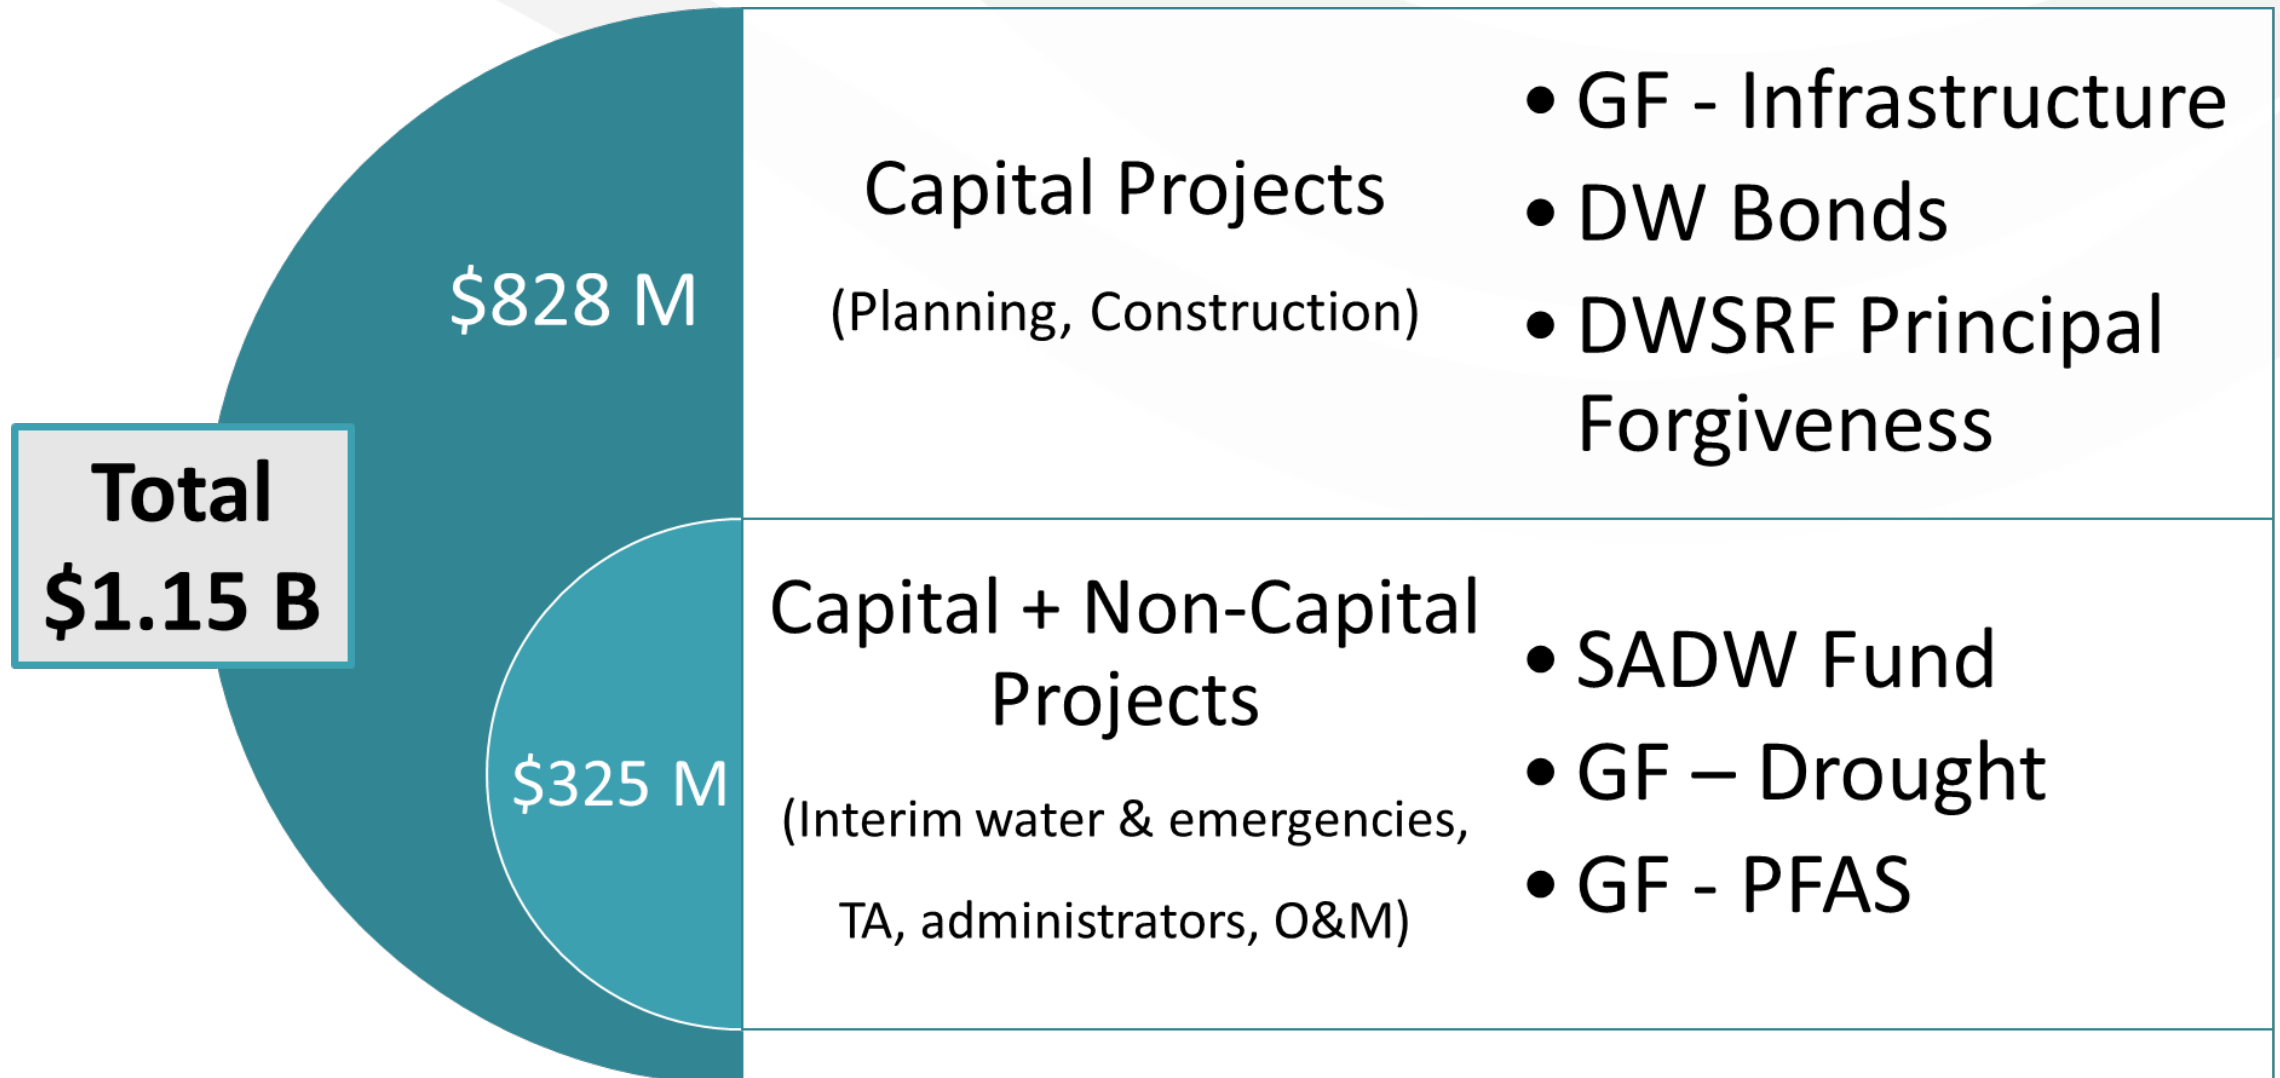 Total
$1.15 B
$828 M
Capital Projects
(Planning, Construction)
• GF - Infrastructure
• DW Bonds
• DWSRF Principal
Forgiveness
$325 M
Capital + Non-Capital
Projects
(Interim water & emergencies,
TA, administrators, O&M)
• SADW Fund
• GF – Drought
• GF - PFAS